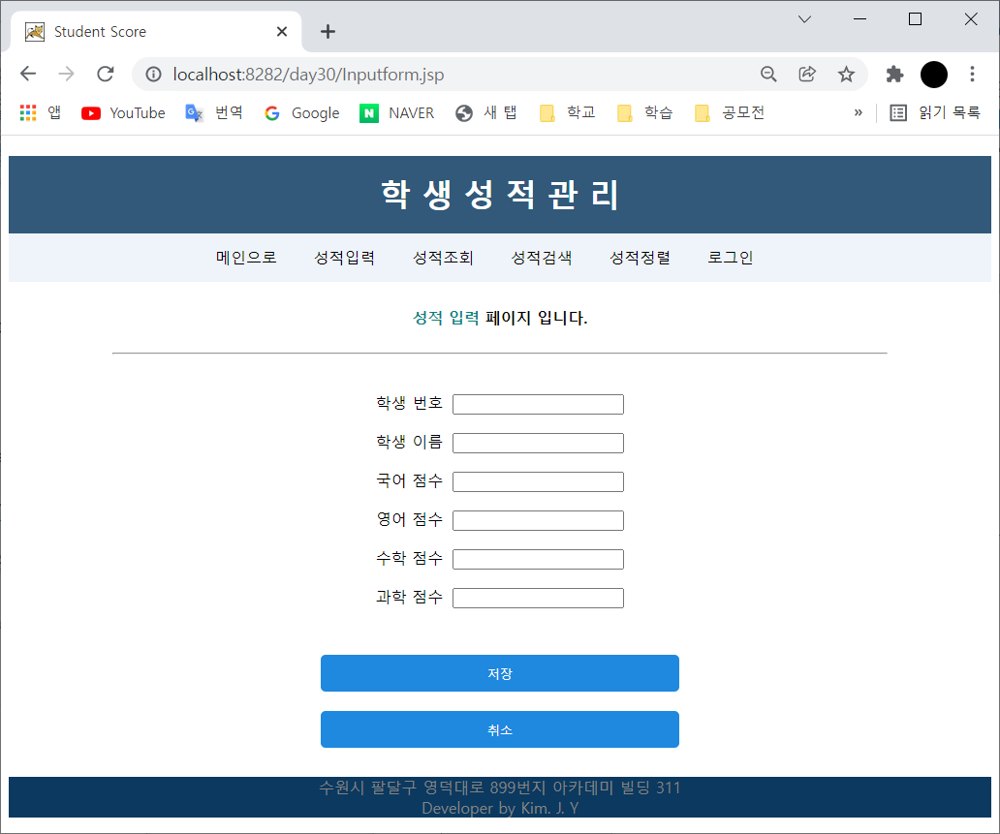 Student Score
localhost:8282/day30/Inputform.jsp
앱 YouTube 번역 Google NAVER 새 탭 학교 학습 공모전 » 읽기 목록
학 생 성 적 관 리
메인으로 성적입력 성적조회 성적검색 성적정렬 로그인
성적 입력 페이지 입니다.
학생 번호
학생 이름
국어 점수
영어 점수
수학 점수
과학 점수
저장
취소
수원시 팔달구 영덕대로 899번지 아카데미 빌딩 311
Developer by Kim. J. Y